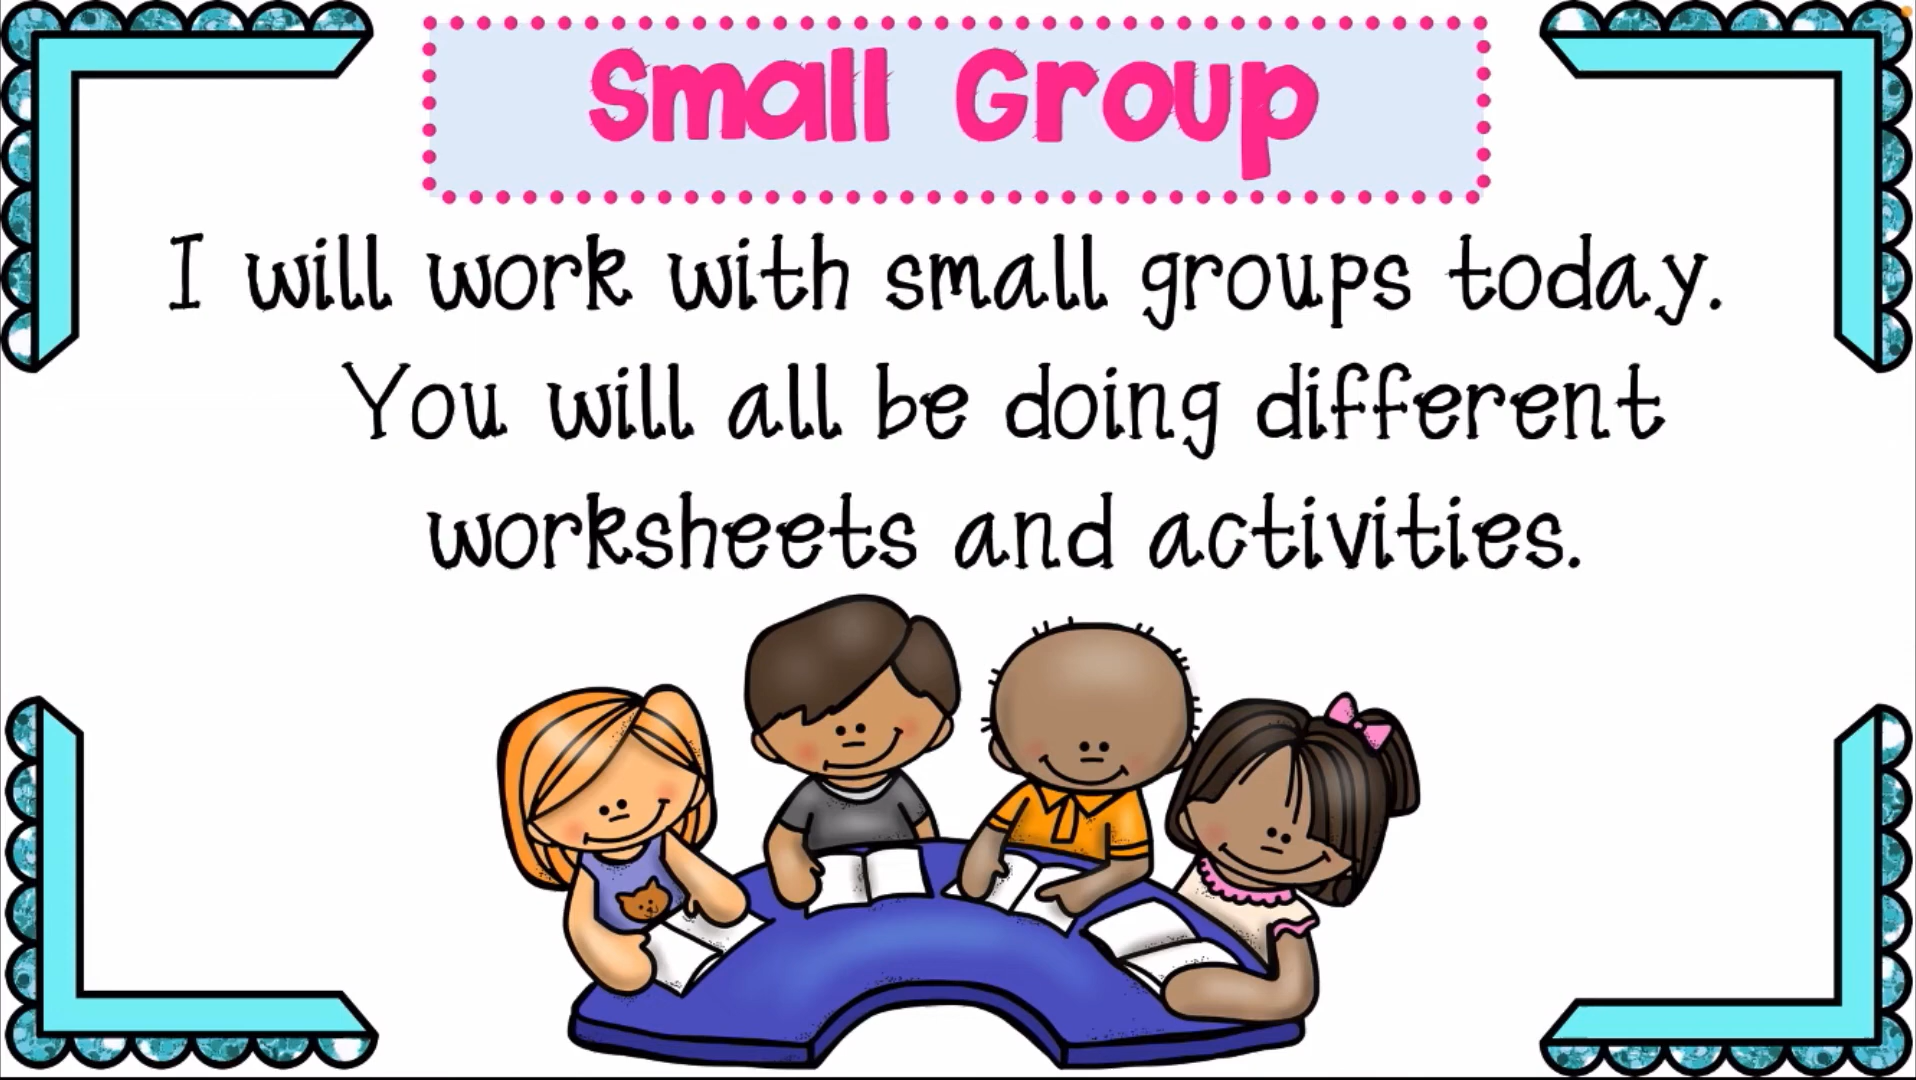 Small Group
I will work with small groups today.
You will all be doing different
worksheets and activities.